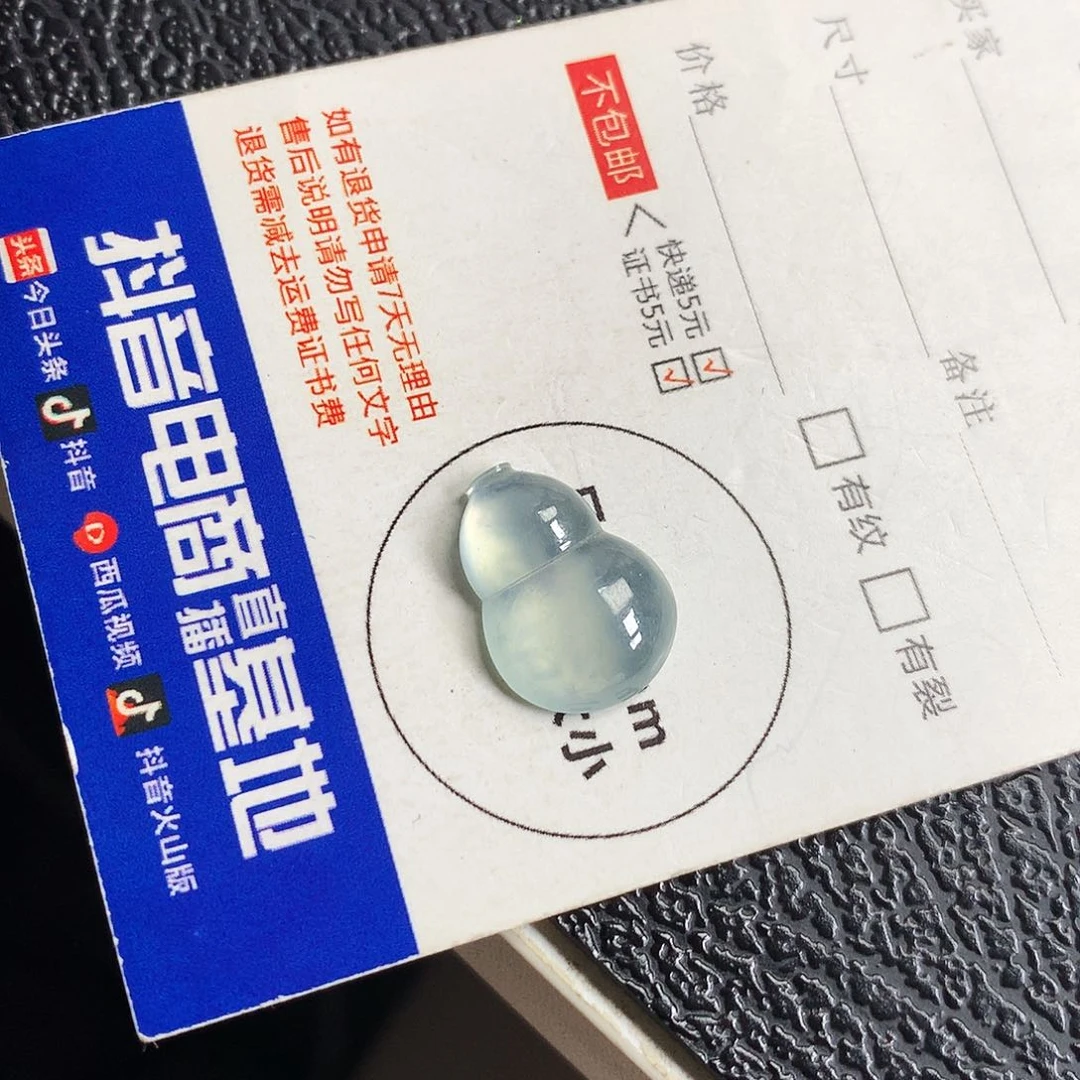 抖音电商直播基地
头条 今日头条 抖音 西瓜视频 抖音火山版
如有退货申请7天无理由
售后说明请勿写任何文字
退货需减去运费证书费
不包邮
快递5元
证书5元
价格
尺寸
买家
备注
有纹
有裂
m
小